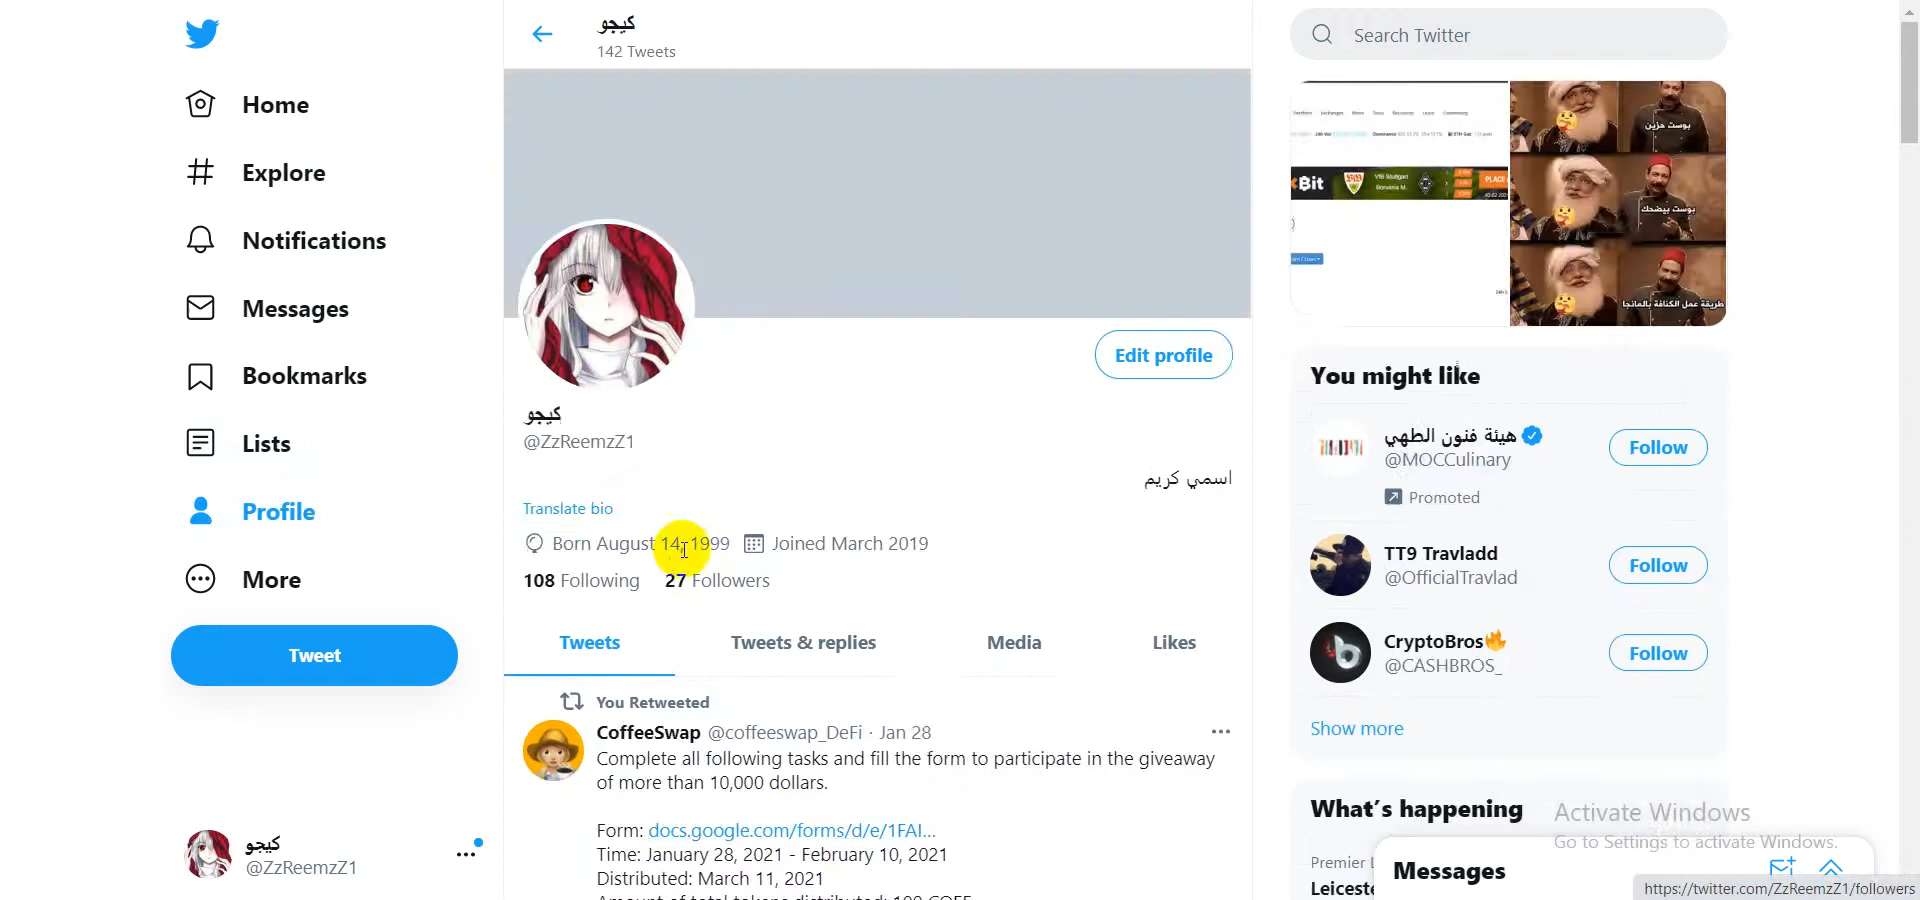 Home
Explore
Notifications
Messages
Bookmarks
Lists
Profile
More
Tweet
كيجو
@ZzReemzZ1
كيجو
142 Tweets
Edit profile
كيجو
@ZzReemzZ1
اسمي كريم
Translate bio
Born August 14, 1999 Joined March 2019
108 Following 27 Followers
Tweets Tweets & replies Media Likes
You Retweeted
CoffeeSwap @coffeeswap_DeFi · Jan 28
Complete all following tasks and fill the form to participate in the giveaway
of more than 10,000 dollars.
Form: docs.google.com/forms/d/e/1FAI...
Time: January 28, 2021 - February 10, 2021
Distributed: March 11, 2021
Search Twitter
بوست حزين
بوست بيضحك
طريقة عمل الكنافة بالمانجا
You might like
هيئة فنون الطهي
@MOCCulinary
Follow
Promoted
TT9 Travladd
@OfficialTravlad
Follow
CryptoBros
@CASHBROS_
Follow
Show more
What's happening
Activate Windows
Go to Settings to activate Windows.
Premier
Messages
https://twitter.com/ZzReemzZ1/followers